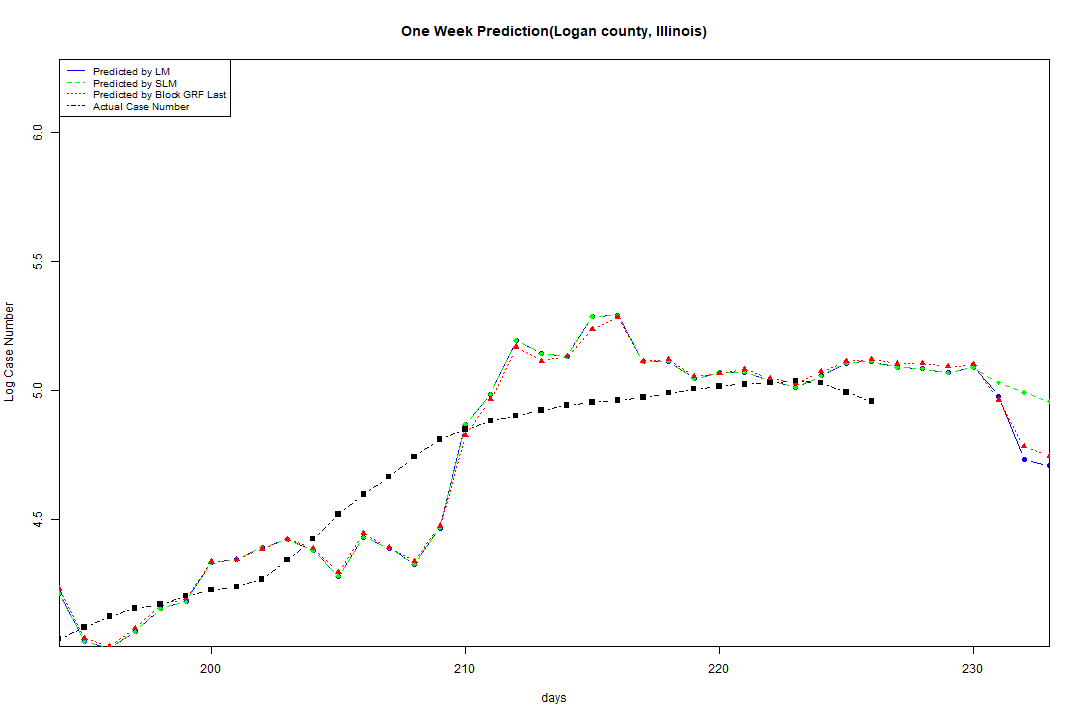 One Week Prediction(Logan county, Illinois)
Predicted by LM
Predicted by SLM
Predicted by Block GRF Last
Actual Case Number
6.0
5.5
5.0
4.5
Log Case Number
200 210 220 230
days